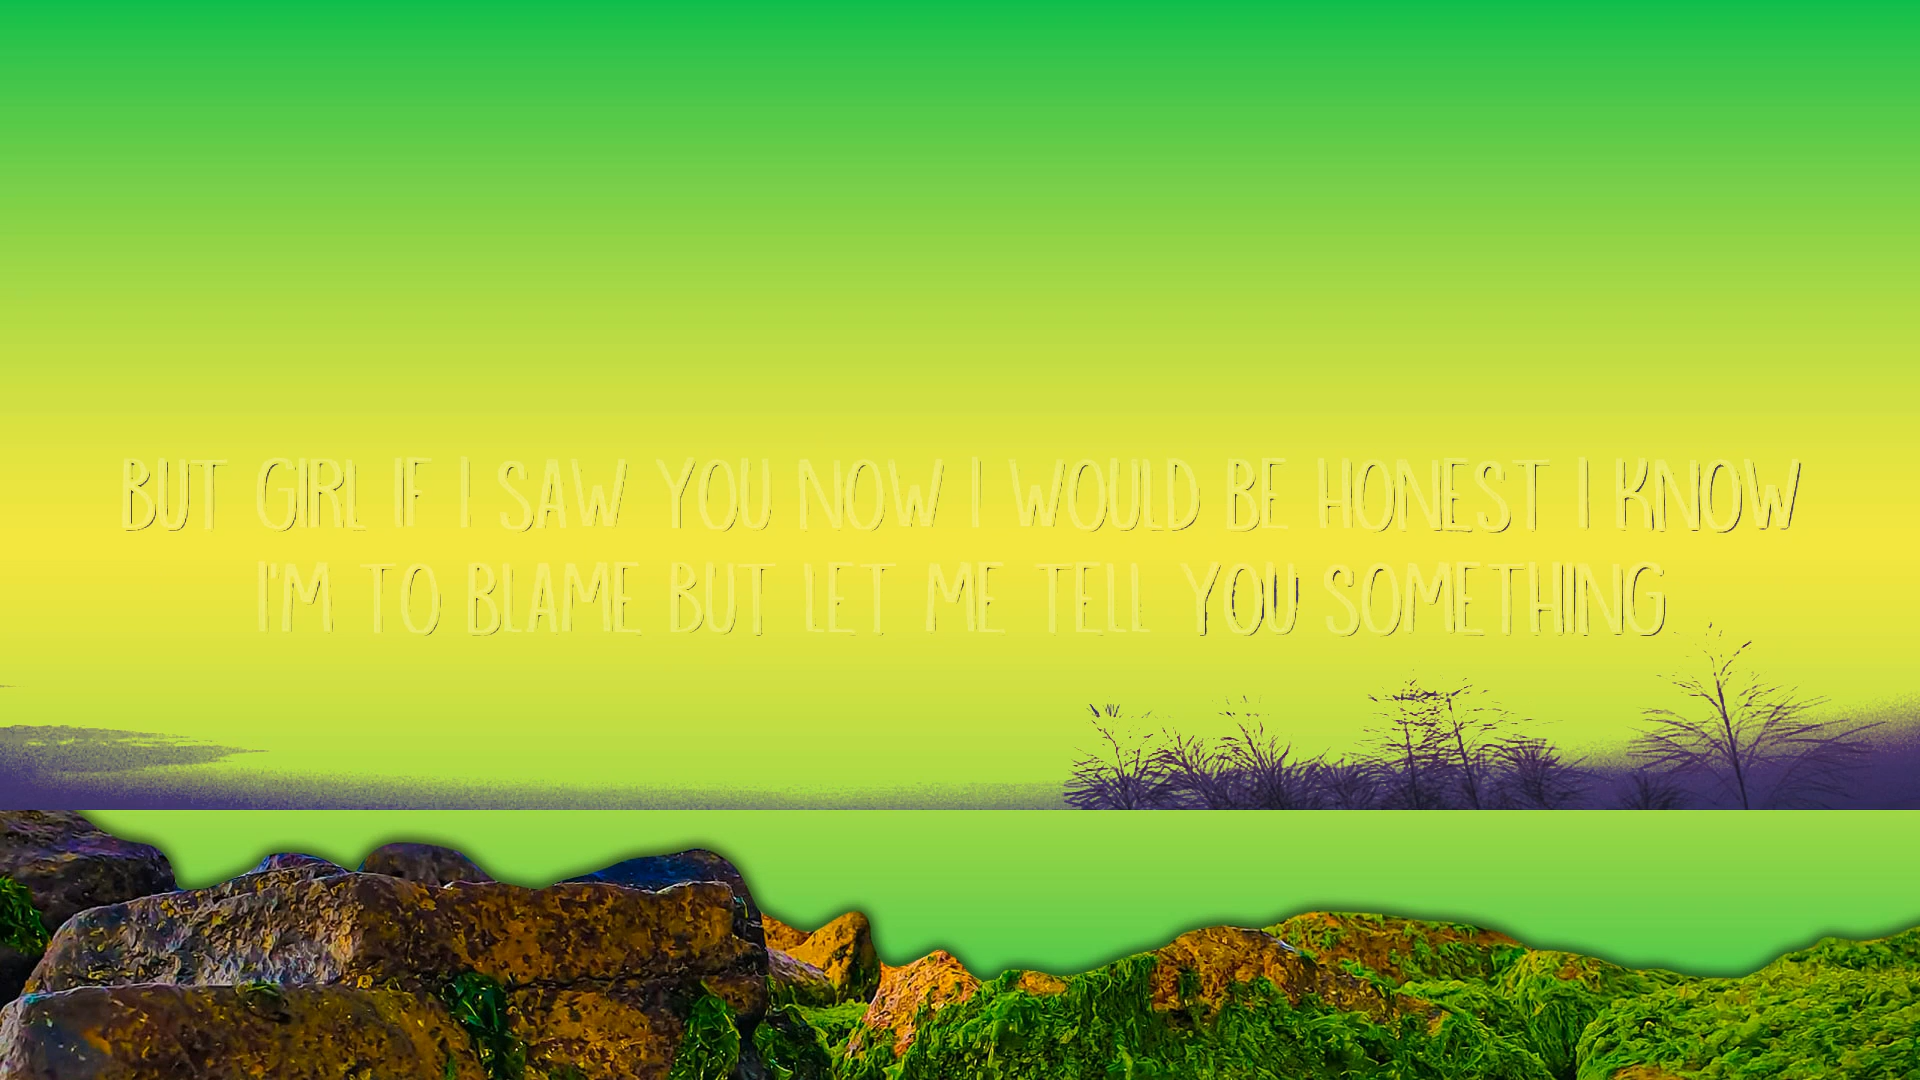 BUT GIRL IF I SAW YOU NOW I WOULD BE HONEST I KNOW
I'M TO BLAME BUT LET ME TELL YOU SOMETHING